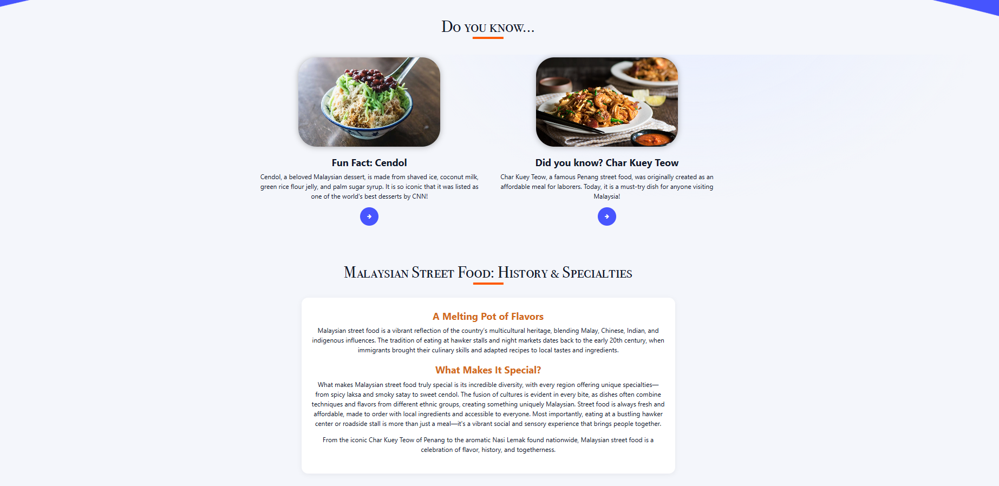 Do you know...
Fun Fact: Cendol
Cendol, a beloved Malaysian dessert, is made from shaved ice, coconut milk,
green rice flour jelly, and palm sugar syrup. It is so iconic that it was listed as
one of the world's best desserts by CNN!
Did you know? Char Kuey Teow
Char Kuey Teow, a famous Penang street food, was originally created as an
affordable meal for laborers. Today, it is a must-try dish for anyone visiting
Malaysia!
Malaysian Street Food: History & Specialties
A Melting Pot of Flavors
Malaysian street food is a vibrant reflection of the country's multicultural heritage, blending Malay, Chinese, Indian, and
indigenous influences. The tradition of eating at hawker stalls and night markets dates back to the early 20th century, when
immigrants brought their culinary skills and adapted recipes to local tastes and ingredients.
What Makes It Special?
What makes Malaysian street food truly special is its incredible diversity, with every region offering unique specialties—
from spicy laksa and smoky satay to sweet cendol. The fusion of cultures is evident in every bite, as dishes often combine
techniques and flavors from different ethnic groups, creating something uniquely Malaysian. Street food is always fresh and
affordable, made to order with local ingredients and accessible to everyone. Most importantly, eating at a bustling hawker
center or roadside stall is more than just a meal—it's a vibrant social and sensory experience that brings people together.
From the iconic Char Kuey Teow of Penang to the aromatic Nasi Lemak found nationwide, Malaysian street food is a
celebration of flavor, history, and togetherness.